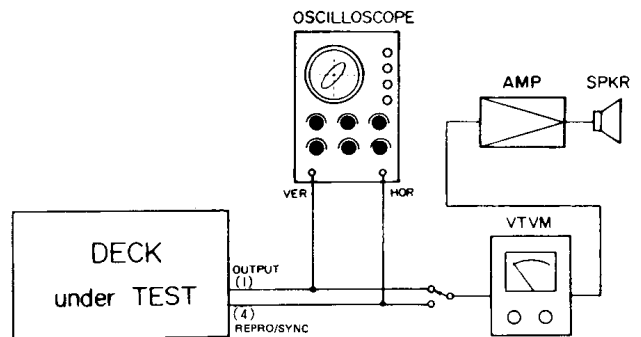 OSCILLOSCOPE
AMP
SPKR
VER
HOR
VTVM
DECK
under TEST
OUTPUT
(1)
(4)
REPRO/SYNC